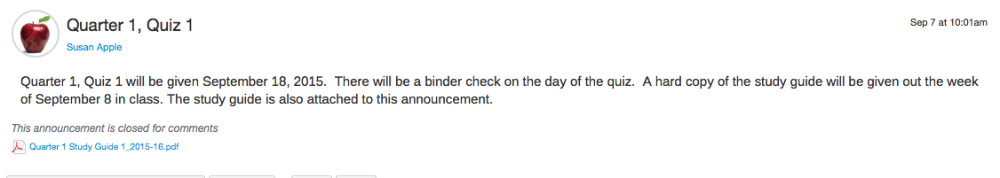 Quarter 1, Quiz 1
Sep 7 at 10:01am
Susan Apple
Quarter 1, Quiz 1 will be given September 18, 2015.  There will be a binder check on the day of the quiz.  A hard copy of the study guide will be given out the week
of September 8 in class. The study guide is also attached to this announcement.
This announcement is closed for comments
Quarter 1 Study Guide 1_2015-16.pdf